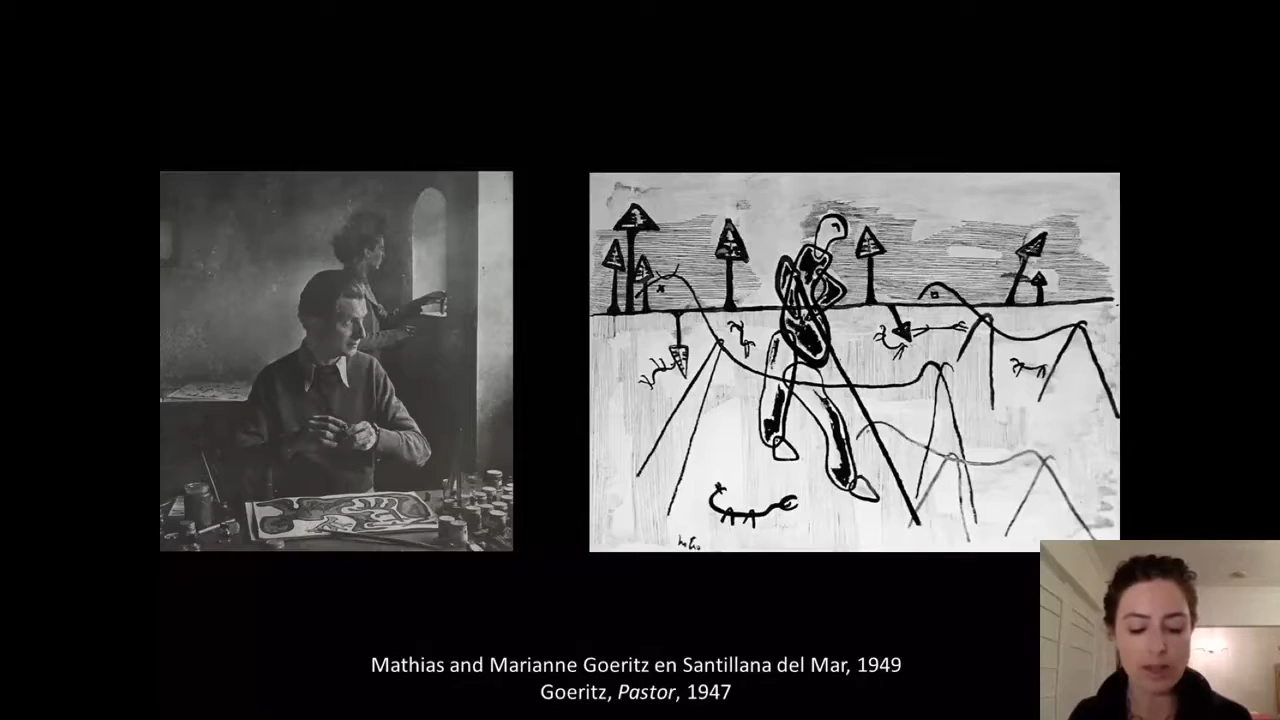 Mathias and Marianne Goeritz en Santillana del Mar, 1949
Goeritz, Pastor, 1947